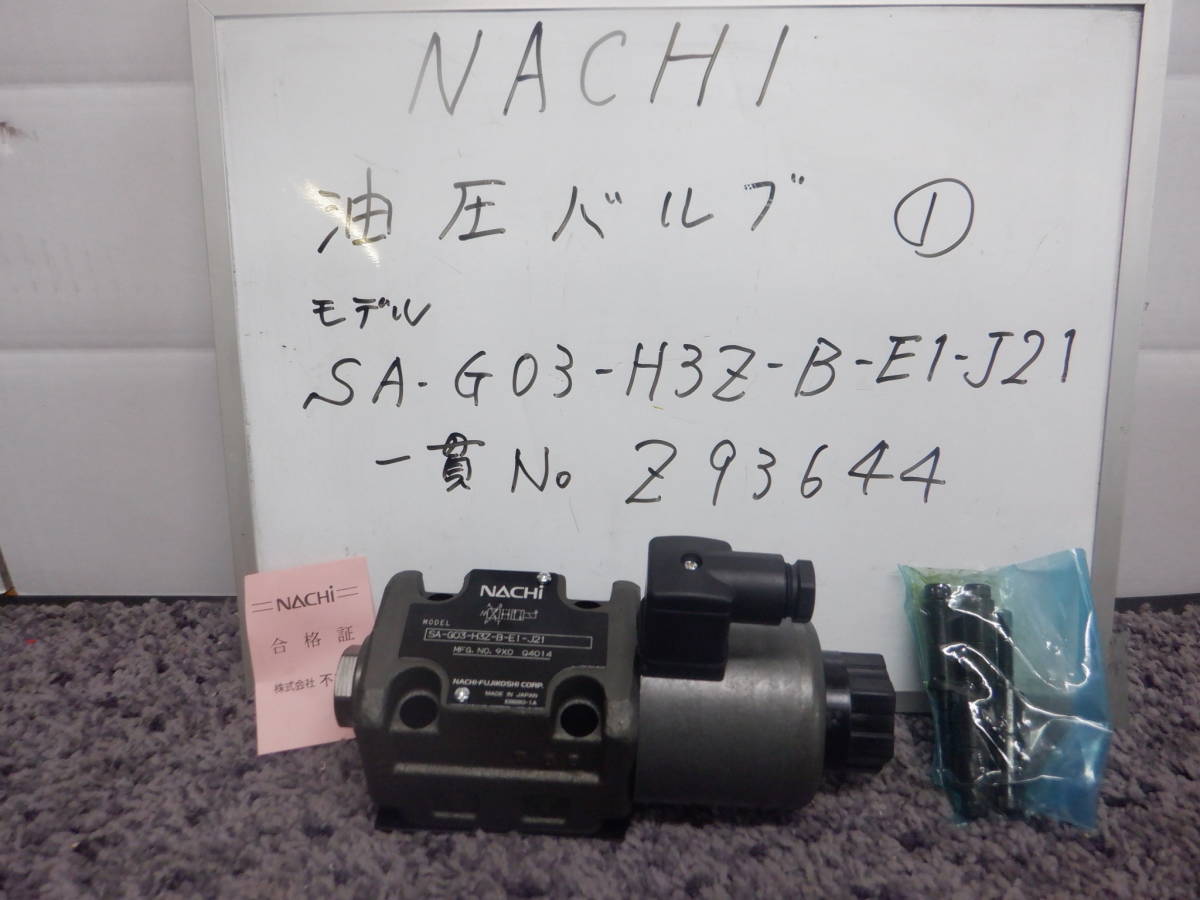 NACHI
油圧バルブ ①
モデル
SA-G03-H3Z-B-E1-J21
一貫No Z93644
NACHi
合格証
株式会社 不
NACHi
MODEL
SA-G03-H3Z-B-E1-J21
MFG. NO. 9X0 Q4014
NACHI-FUJIKOSHI CORP.
MADE IN JAPAN